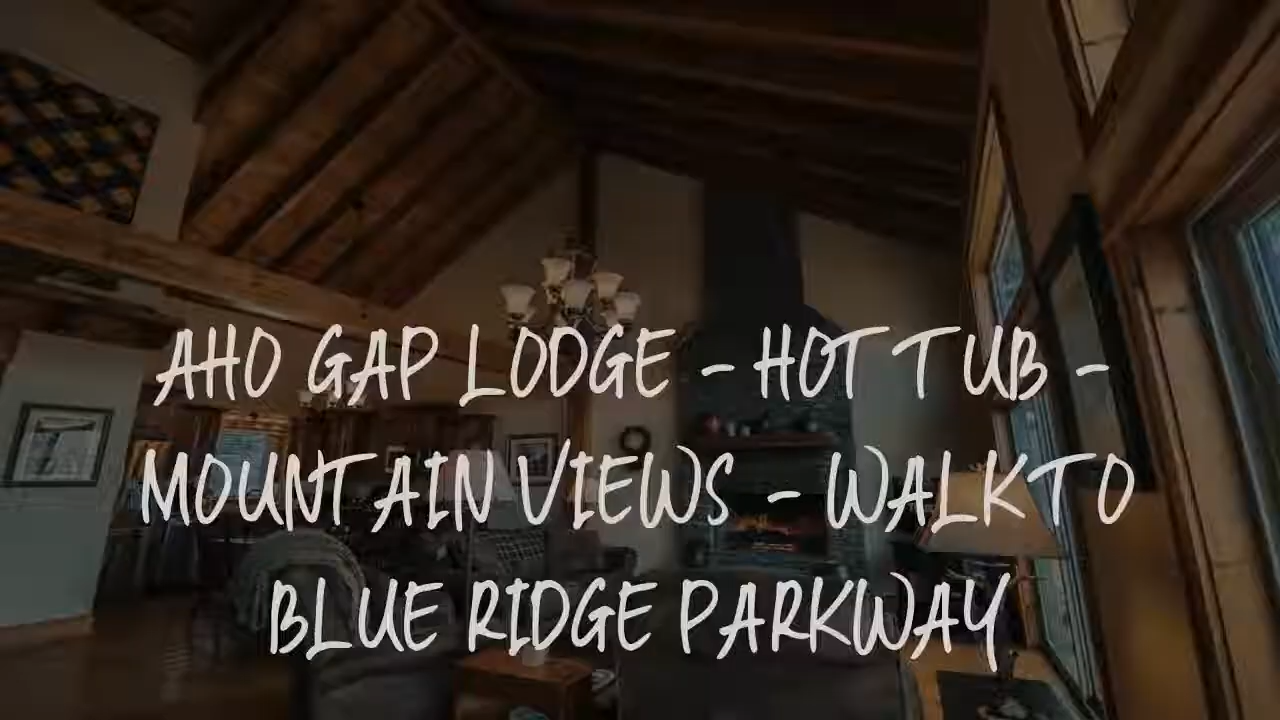 AHO GAP LODGE - HOT TUB -
MOUNTAIN VIEWS - WALK TO
BLUE RIDGE PARKWAY